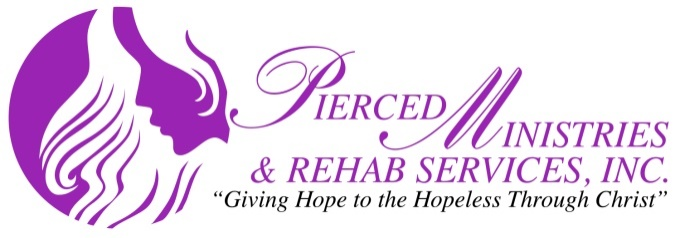 PIERCED MINISTRIES
& REHAB SERVICES, INC.
“Giving Hope to the Hopeless Through Christ”